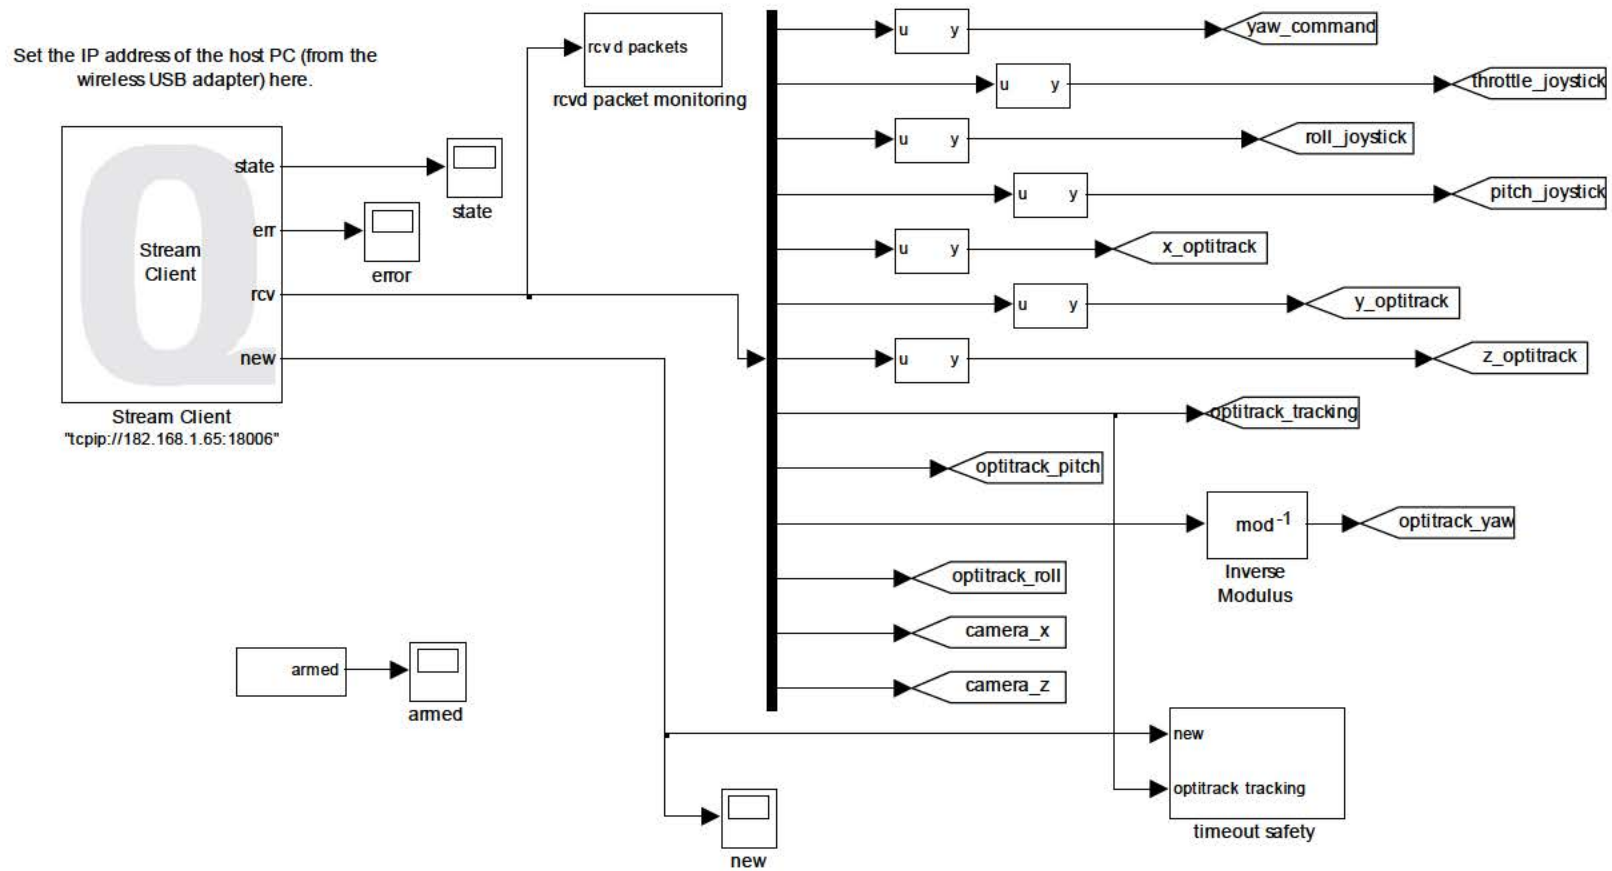 Set the IP address of the host PC (from the
wireless USB adapter) here.
rcvd packets
rcvd packet monitoring
Stream
Client
state
err
rcv
new
Stream Client
"tcpip://182.168.1.65:18006"
state
error
armed
armed
new
u y
yaw_command
u y
throttle_joystick
u y
roll_joystick
u y
pitch_joystick
u y
x_optitrack
u y
y_optitrack
u y
z_optitrack
optitrack_tracking
optitrack_pitch
mod-1
Inverse
Modulus
optitrack_yaw
optitrack_roll
camera_x
camera_z
new
optitrack tracking
timeout safety